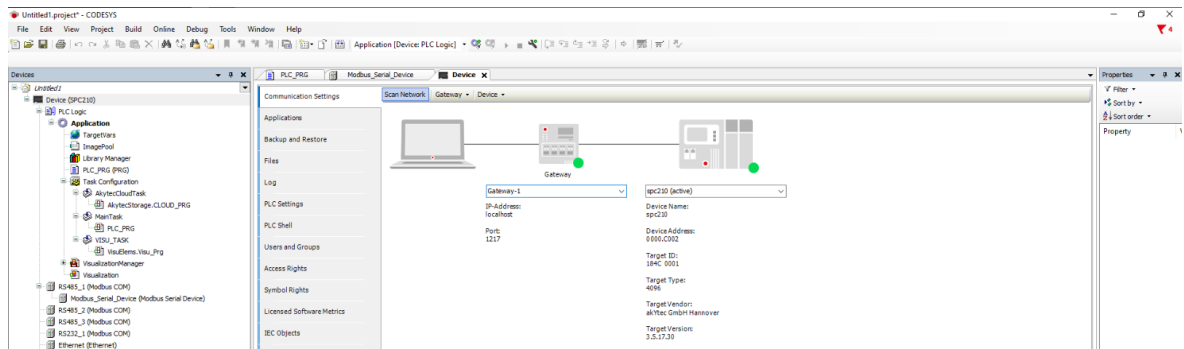 Untitled1.project* - CODESYS
File Edit View Project Build Online Debug Tools Window Help
4
Application [Device: PLC Logic]
Devices
Untitled1
Device (SPC210)
PLC Logic
Application
TargetVars
ImagePool
Library Manager
PLC_PRG (PRG)
Task Configuration
AkytecCloudTask
AkytecStorage.CLOUD_PRG
MainTask
PLC_PRG
VISU_TASK
VisuElems.Visu_Prg
VisualizationManager
Visualization
RS485_1 (Modbus COM)
Modbus_Serial_Device (Modbus Serial Device)
RS485_2 (Modbus COM)
RS485_3 (Modbus COM)
RS232_1 (Modbus COM)
Ethernet (Ethernet)
PLC_PRG Modbus_Serial_Device Device
Communication Settings
Applications
Backup and Restore
Files
Log
PLC Settings
PLC Shell
Users and Groups
Access Rights
Symbol Rights
Licensed Software Metrics
IEC Objects
Scan Network Gateway Device
Gateway
Gateway-1
IP-Address:
localhost
Port:
1217
spc210 (active)
Device Name:
spc210
Device Address:
0000.C002
Target ID:
184C 0001
Target Type:
4096
Target Vendor:
akYtec GmbH Hannover
Target Version:
3.5.17.30
Properties
Filter
Sort by
Sort order
Property